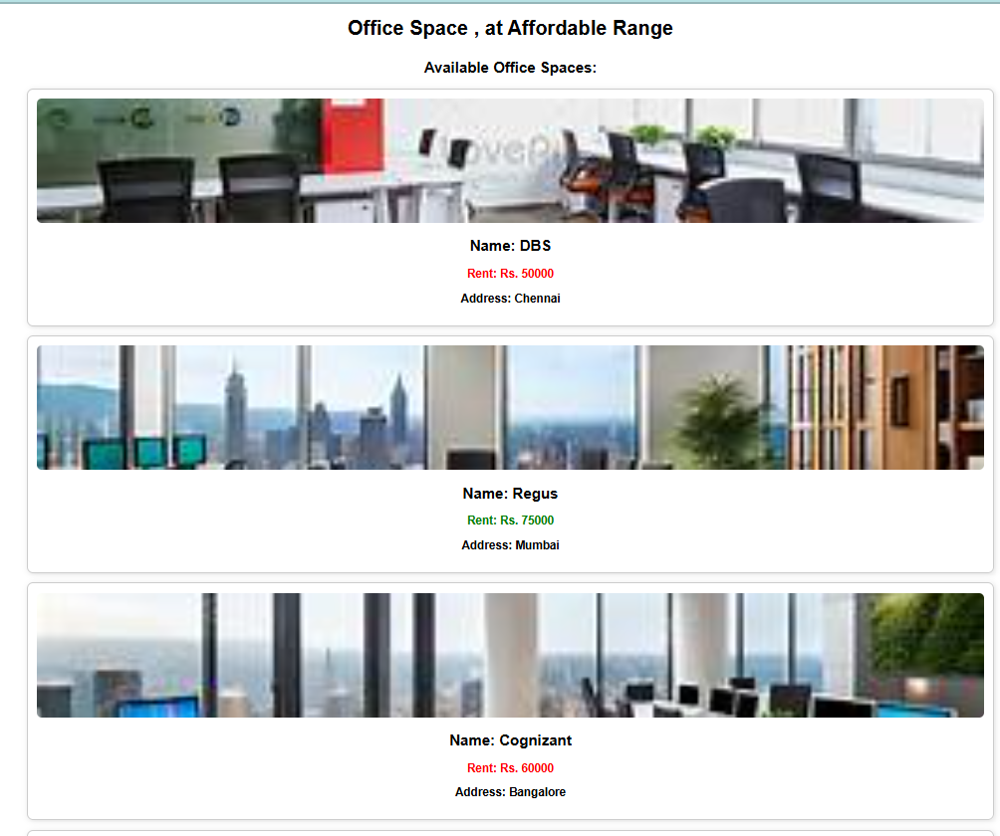 Office Space , at Affordable Range
Available Office Spaces:
Name: DBS
Rent: Rs. 50000
Address: Chennai
Name: Regus
Rent: Rs. 75000
Address: Mumbai
Name: Cognizant
Rent: Rs. 60000
Address: Bangalore